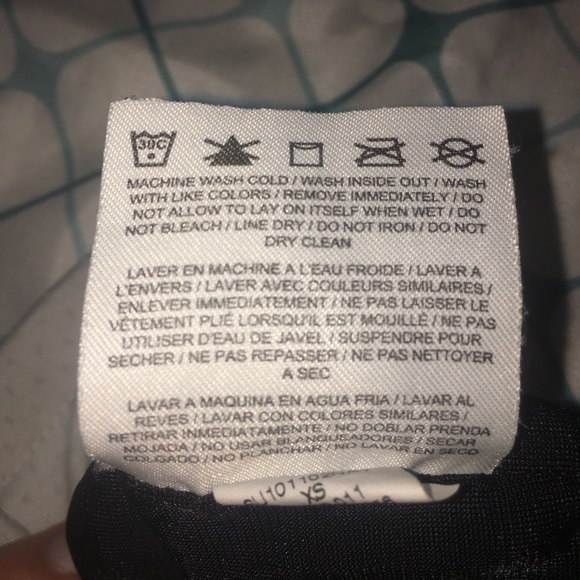 30C
MACHINE WASH COLD / WASH INSIDE OUT / WASH
WITH LIKE COLORS / REMOVE IMMEDIATELY / DO
NOT ALLOW TO LAY ON ITSELF WHEN WET / DO
NOT BLEACH / LINE DRY / DO NOT IRON / DO NOT
DRY CLEAN
LAVER EN MACHINE A L'EAU FROIDE / LAVER A
L'ENVERS / LAVER AVEC COULEURS SIMILAIRES /
ENLEVER IMMEDIATEMENT / NE PAS LAISSER LE
VÊTEMENT PLIÉ LORSQU'IL EST MOUILLÉ / NE PAS
UTILISER D'EAU DE JAVEL / SUSPENDRE POUR
SECHER / NE PAS REPASSER / NE PAS NETTOYER
A SEC
LAVAR A MAQUINA EN AGUA FRIA / LAVAR AL
REVES / LAVAR CON COLORES SIMILARES /
RETIRAR INMEDIATAMENTE / NO DOBLAR PRENDA
MOJADA / NO USAR BLANQUEADORES / SECAR
COLGADO / NO PLANCHAR / NO LAVAR EN SECO
XS